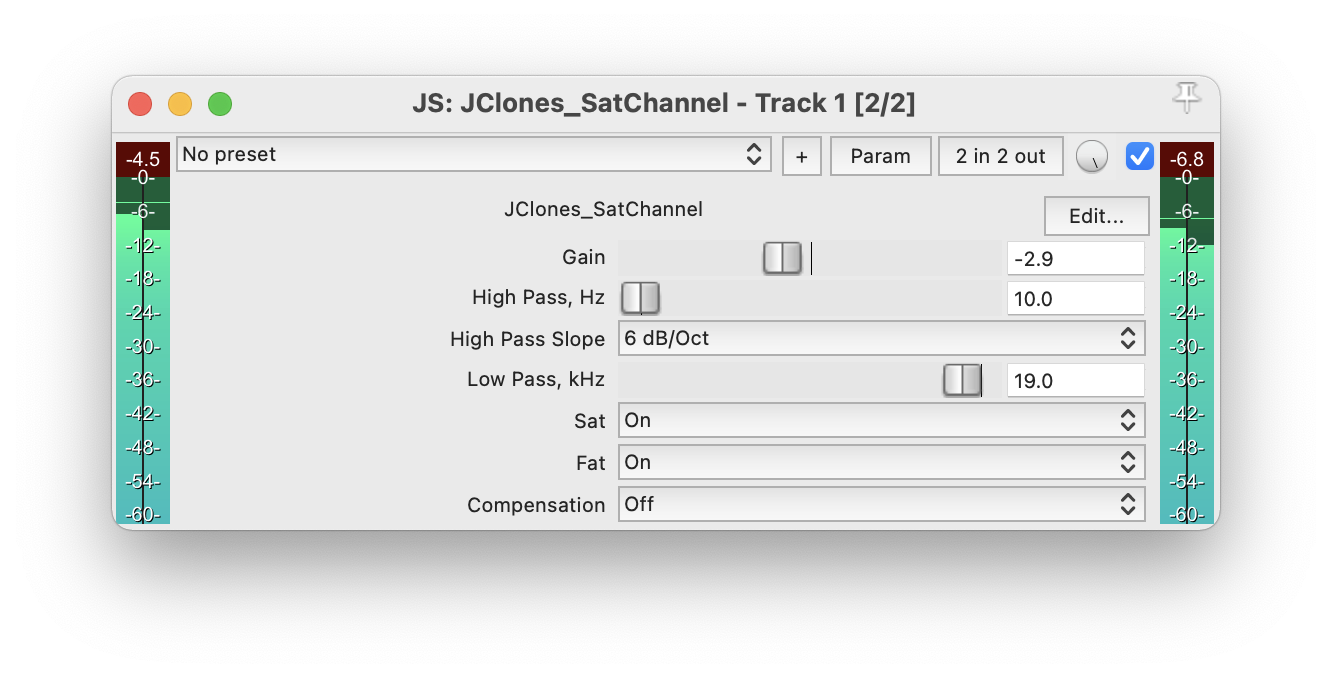 JS: JClones_SatChannel - Track 1 [2/2]
-4.5 No preset + Param 2 in 2 out -6.8
JClones_SatChannel Edit...
Gain -2.9
High Pass, Hz 10.0
High Pass Slope 6 dB/Oct
Low Pass, kHz 19.0
Sat On
Fat On
Compensation Off
-0-
-6-
-12-
-18-
-24-
-30-
-36-
-42-
-48-
-54-
-60-
-0-
-6-
-12-
-18-
-24-
-30-
-36-
-42-
-48-
-54-
-60-